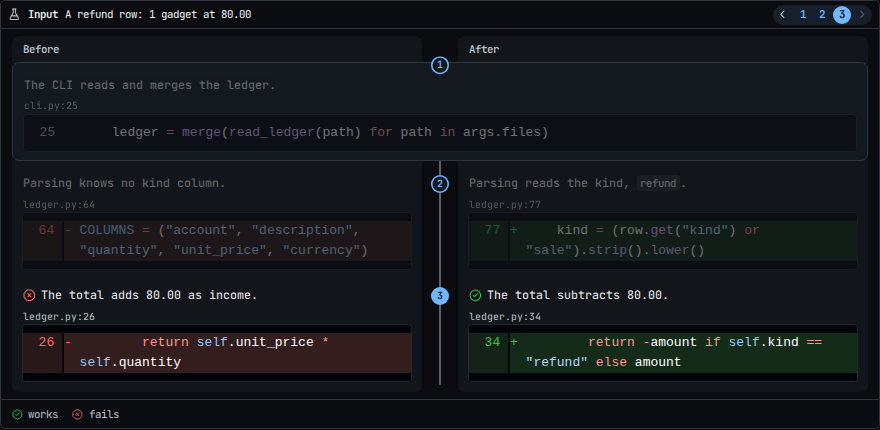 Input A refund row: 1 gadget at 80.00
1 2 3
Before
After
1
The CLI reads and merges the ledger.
cli.py:25
25 ledger = merge(read_ledger(path) for path in args.files)
2
Parsing knows no kind column.
ledger.py:64
64 - COLUMNS = ("account", "description",
"quantity", "unit_price", "currency")
Parsing reads the kind, refund.
ledger.py:77
77 + kind = (row.get("kind") or
"sale").strip().lower()
3
The total adds 80.00 as income.
ledger.py:26
26 - return self.unit_price *
self.quantity
The total subtracts 80.00.
ledger.py:34
34 + return -amount if self.kind ==
"refund" else amount
works fails